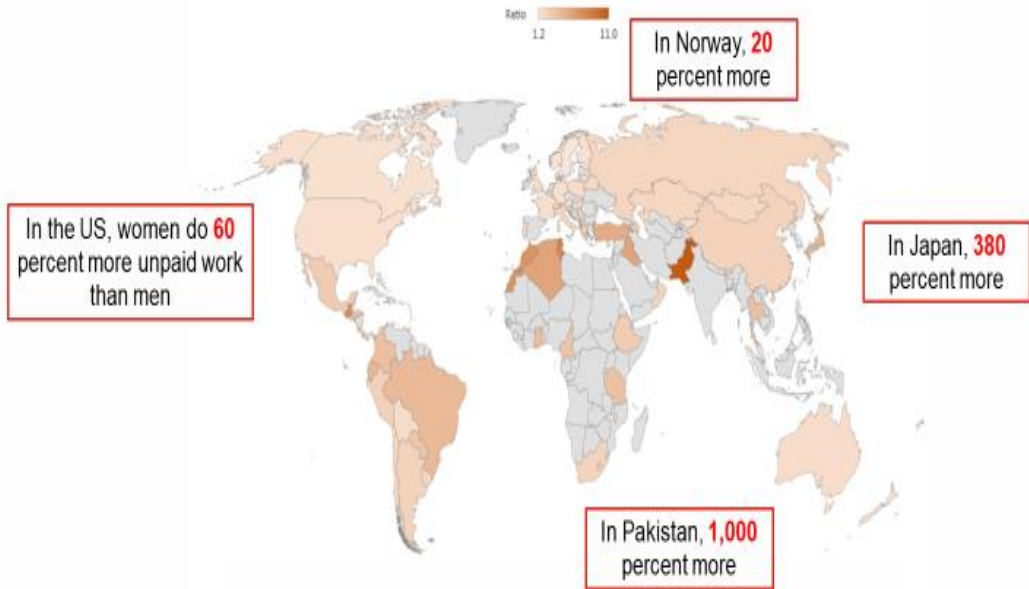 Ratio
1.2 11.0
In Norway, 20
percent more
In the US, women do 60
percent more unpaid work
than men
In Japan, 380
percent more
In Pakistan, 1,000
percent more